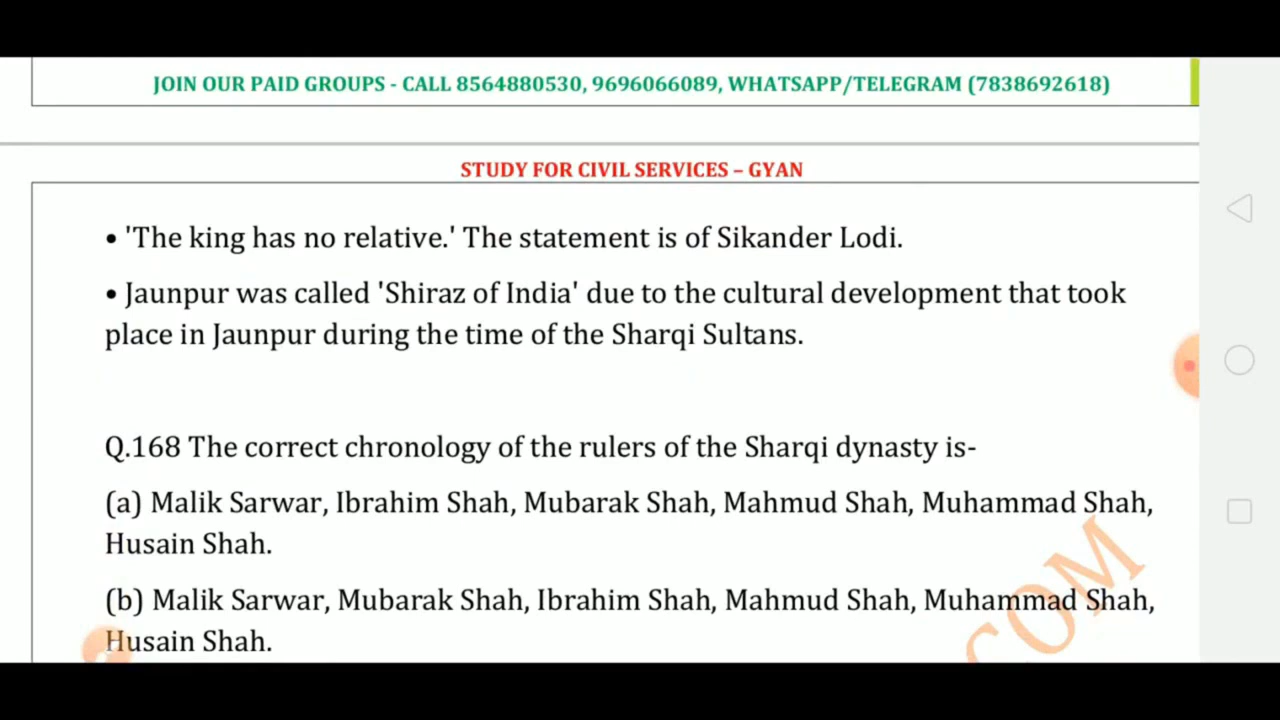 JOIN OUR PAID GROUPS - CALL 8564880530, 9696066089, WHATSAPP/TELEGRAM (7838692618)
STUDY FOR CIVIL SERVICES – GYAN
• 'The king has no relative.' The statement is of Sikander Lodi.
• Jaunpur was called 'Shiraz of India' due to the cultural development that took
place in Jaunpur during the time of the Sharqi Sultans.
Q.168 The correct chronology of the rulers of the Sharqi dynasty is-
(a) Malik Sarwar, Ibrahim Shah, Mubarak Shah, Mahmud Shah, Muhammad Shah,
Husain Shah.
(b) Malik Sarwar, Mubarak Shah, Ibrahim Shah, Mahmud Shah, Muhammad Shah,
Husain Shah.
COM